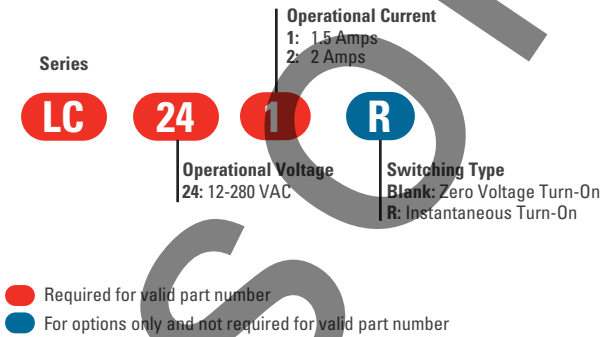 Operational Current
1: 1.5 Amps
2: 2 Amps
Series
LC 24 1 R
Operational Voltage
24: 12-280 VAC
Switching Type
Blank: Zero Voltage Turn-On
R: Instantaneous Turn-On
Required for valid part number
For options only and not required for valid part number